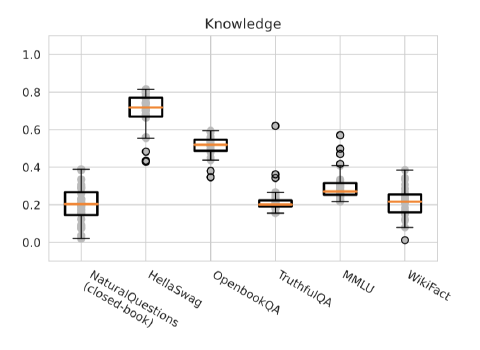 Knowledge
1.0
0.8
0.6
0.4
0.2
0.0
NaturalQuestions
(closed-book)
HellaSwag
OpenbookQA
TruthfulQA
MMLU
WikiFact